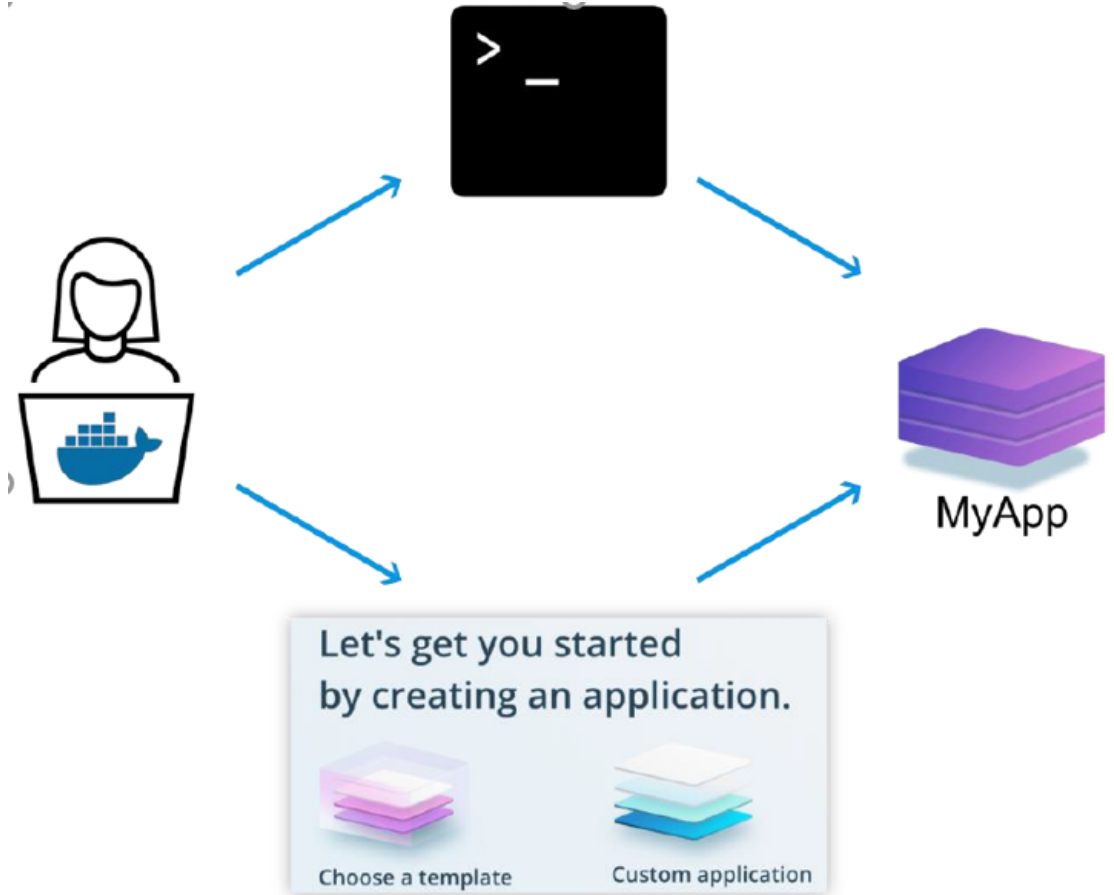 > _
MyApp
Let's get you started
by creating an application.
Choose a template
Custom application